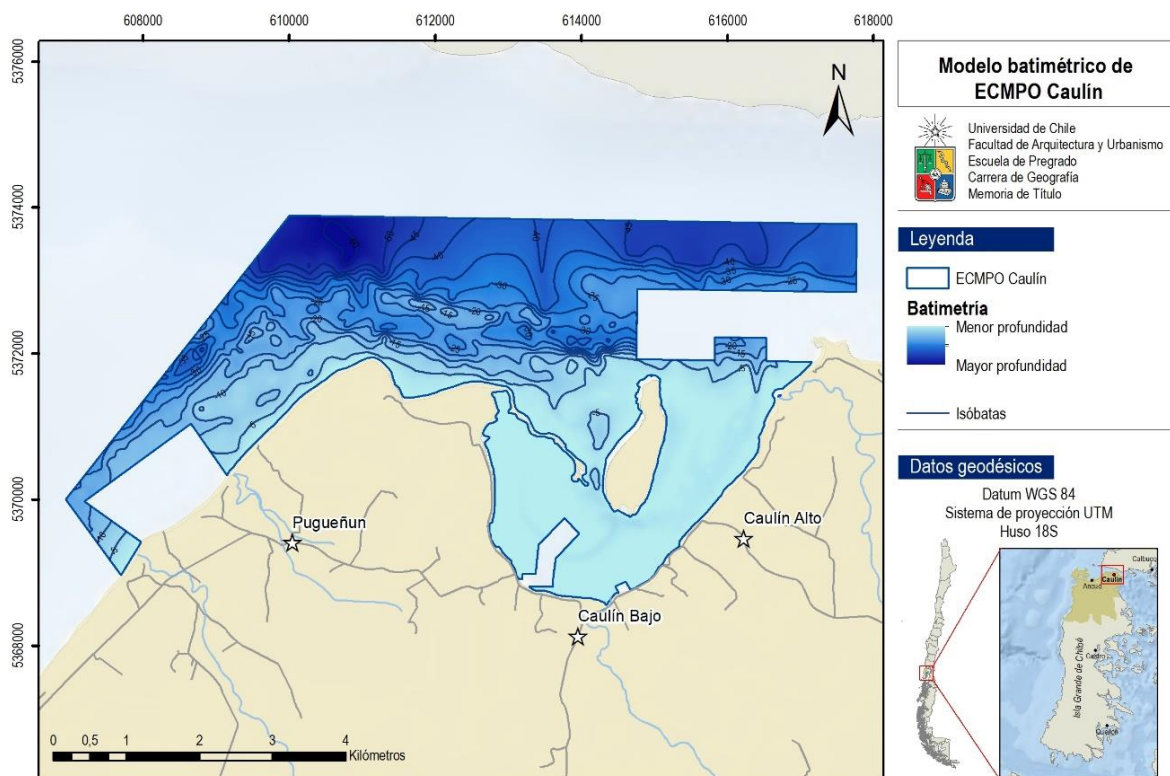 608000 610000 612000 614000 616000 618000
5376000
5374000
5372000
5370000
5368000
N
Pugueñun
Caulín Alto
Caulín Bajo
0 0,5 1 2 3 4
Kilómetros
Modelo batimétrico de
ECMPO Caulín
Universidad de Chile
Facultad de Arquitectura y Urbanismo
Escuela de Pregrado
Carrera de Geografía
Memoria de Título
Leyenda
ECMPO Caulín
Batimetría
Menor profundidad
Mayor profundidad
Isóbatas
Datos geodésicos
Datum WGS 84
Sistema de proyección UTM
Huso 18S
Calbuco
Caulín
Ancud
Castro
Isla Grande de Chiloé
Quellón